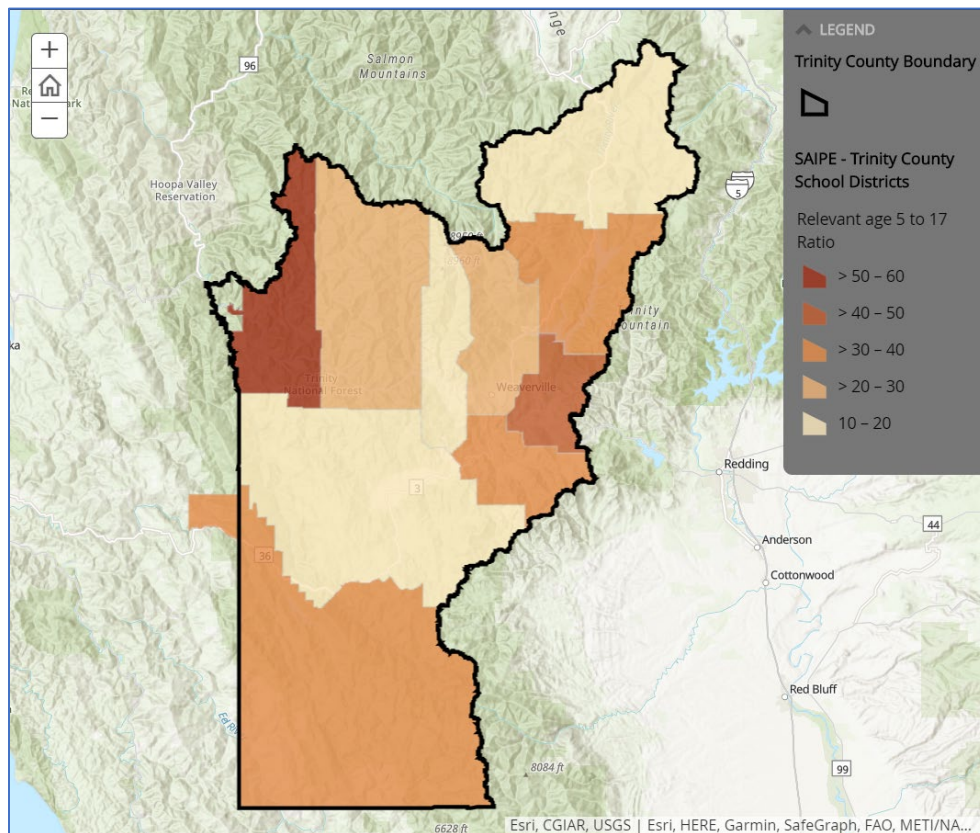 +
−
96
Salmon
Mountains
nge
Hoopa Valley
Reservation
5
Trinity
National Forest
Weaverville
ountain
ka
3
36
Redding
44
Anderson
Cottonwood
Red Bluff
99
8084 ft
6628 ft
LEGEND
Trinity County Boundary
SAIPE - Trinity County
School Districts
Relevant age 5 to 17
Ratio
> 50 – 60
> 40 – 50
> 30 – 40
> 20 – 30
10 – 20
Esri, CGIAR, USGS | Esri, HERE, Garmin, SafeGraph, FAO, METI/NA...